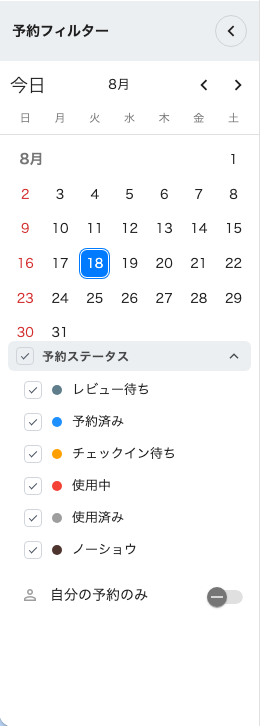 予約フィルター
今日 8月
日 月 火 水 木 金 土
8月 1
2 3 4 5 6 7 8
9 10 11 12 13 14 15
16 17 18 19 20 21 22
23 24 25 26 27 28 29
30 31
予約ステータス
レビュー待ち
予約済み
チェックイン待ち
使用中
使用済み
ノーショウ
自分の予約のみ